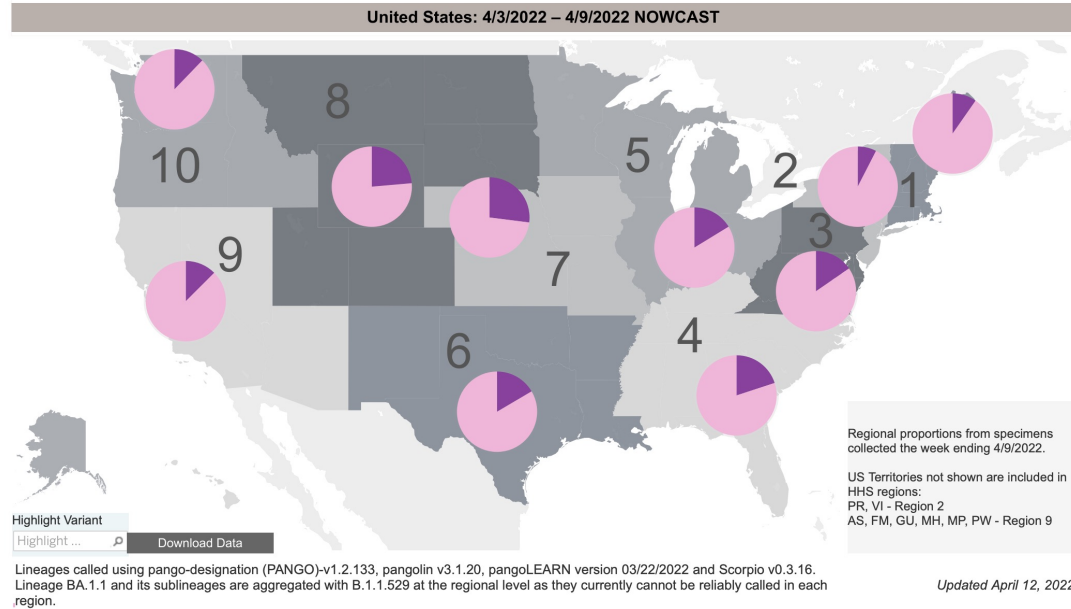 United States: 4/3/2022 – 4/9/2022 NOWCAST
8
5
2
10
1
3
9
7
4
6
Regional proportions from specimens
collected the week ending 4/9/2022.
US Territories not shown are included in
HHS regions:
PR, VI - Region 2
AS, FM, GU, MH, MP, PW - Region 9
Highlight Variant
Highlight ...
Download Data
Lineages called using pango-designation (PANGO)-v1.2.133, pangolin v3.1.20, pangoLEARN version 03/22/2022 and Scorpio v0.3.16.
Lineage BA.1.1 and its sublineages are aggregated with B.1.1.529 at the regional level as they currently cannot be reliably called in each
region.
Updated April 12, 2022